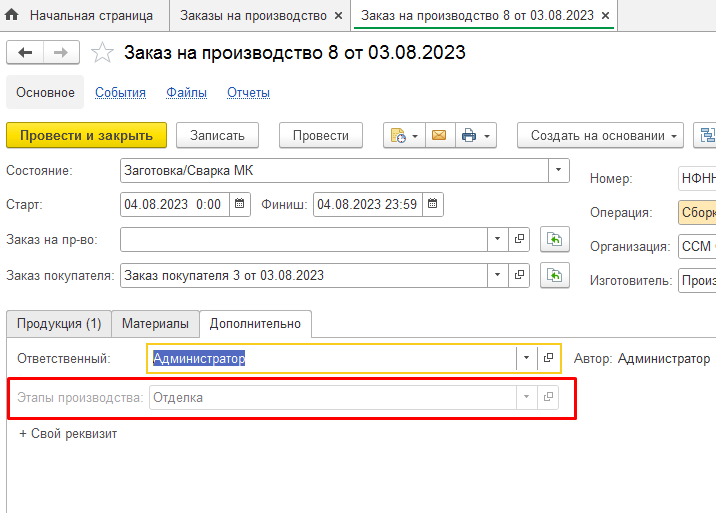 Начальная страница Заказы на производство × Заказ на производство 8 от 03.08.2023 ×
Заказ на производство 8 от 03.08.2023
Основное События Файлы Отчеты
Провести и закрыть Записать Провести Создать на основании
Состояние: Заготовка/Сварка МК Номер: НФНН
Старт: 04.08.2023 0:00 Финиш: 04.08.2023 23:59 Операция: Сборк
Заказ на пр-во: Организация: ССМ
Заказ покупателя: Заказ покупателя 3 от 03.08.2023 Изготовитель: Произ
Продукция (1) Материалы Дополнительно
Ответственный: Администратор Автор: Администратор
Этапы производства: Отделка
+ Свой реквизит